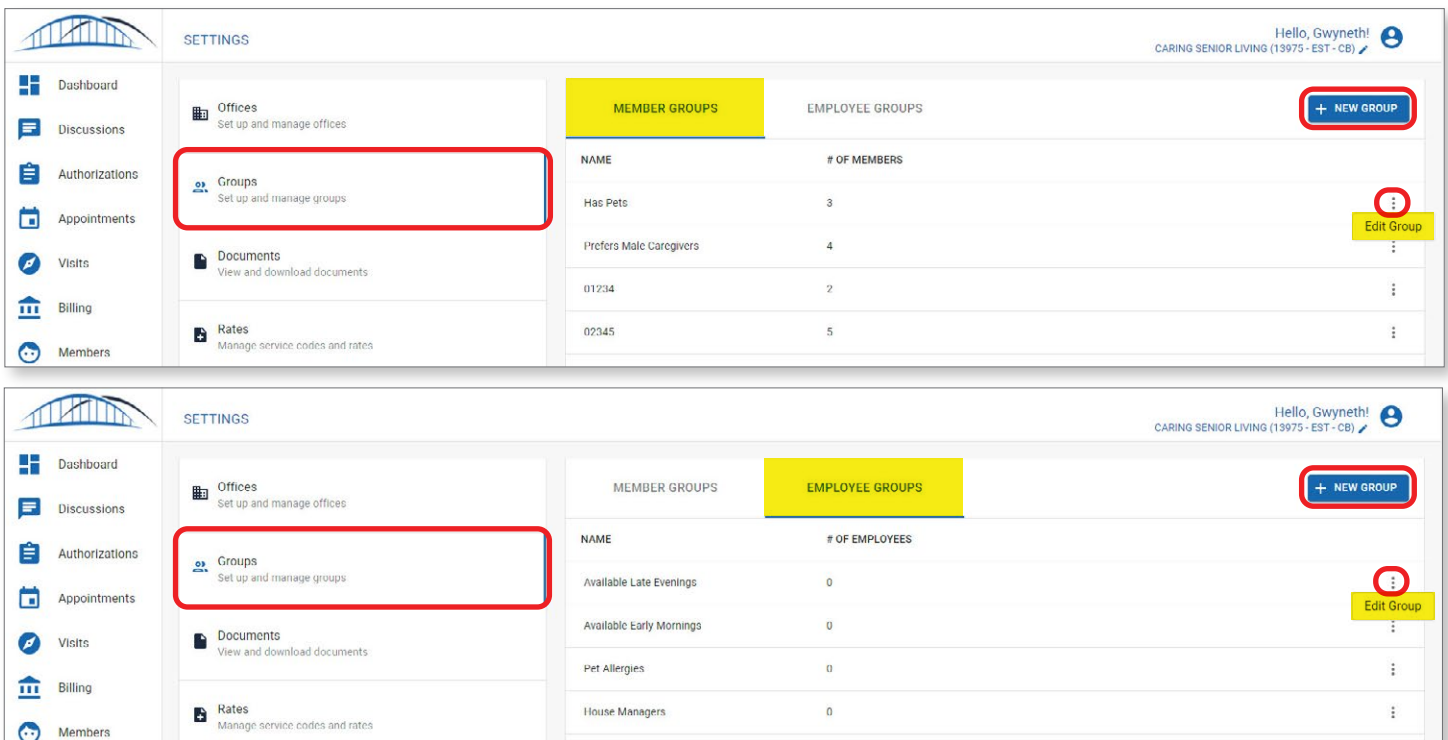 SETTINGS
Hello, Gwyneth!
CARING SENIOR LIVING (13975 - EST - CB)
Dashboard
Discussions
Authorizations
Appointments
Visits
Billing
Members
Offices
Set up and manage offices
Groups
Set up and manage groups
Documents
View and download documents
Rates
Manage service codes and rates
MEMBER GROUPS EMPLOYEE GROUPS + NEW GROUP
NAME # OF MEMBERS
Has Pets 3
Edit Group
Prefers Male Caregivers 4
01234 2
02345 5
SETTINGS
Hello, Gwyneth!
CARING SENIOR LIVING (13975 - EST - CB)
Dashboard
Discussions
Authorizations
Appointments
Visits
Billing
Members
Offices
Set up and manage offices
Groups
Set up and manage groups
Documents
View and download documents
Rates
Manage service codes and rates
MEMBER GROUPS EMPLOYEE GROUPS + NEW GROUP
NAME # OF EMPLOYEES
Available Late Evenings 0
Edit Group
Available Early Mornings 0
Pet Allergies 0
House Managers 0